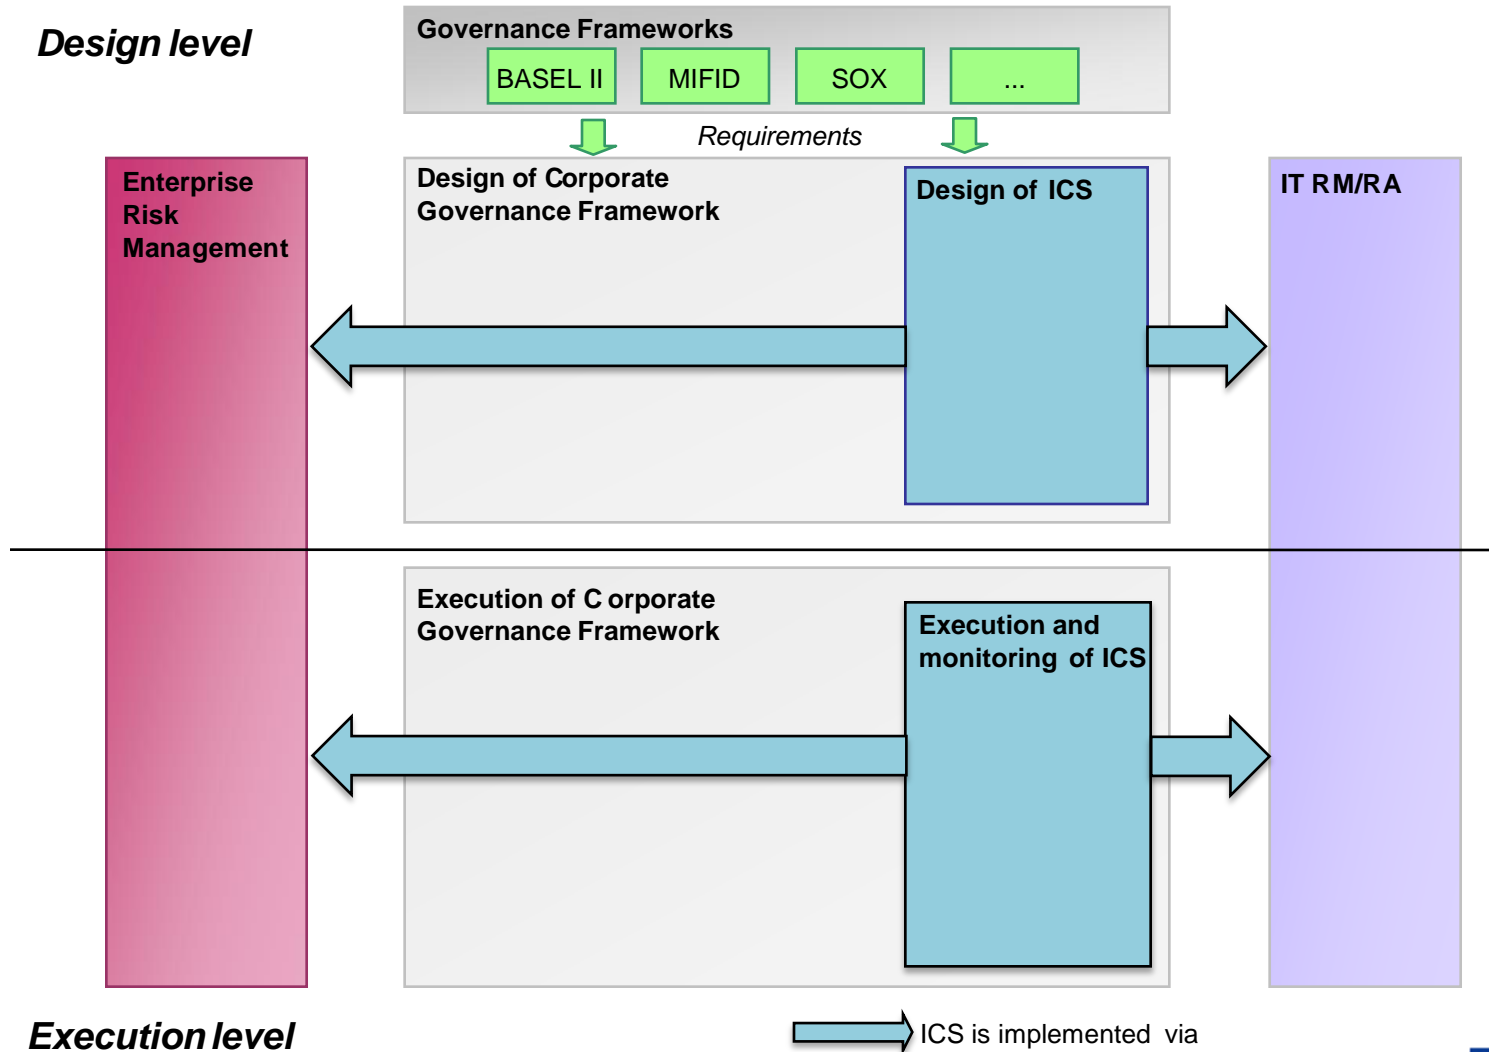 Design level
Governance Frameworks
BASEL II
MIFID
SOX
...
Requirements
Enterprise
Risk
Management
Design of Corporate
Governance Framework
Design of ICS
IT RM/RA
Execution of C orporate
Governance Framework
Execution and
monitoring of ICS
Execution level
ICS is implemented via